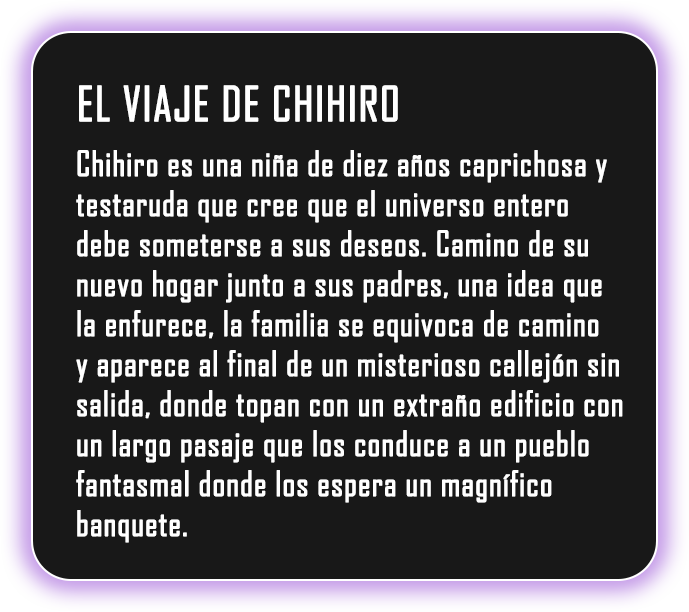 EL VIAJE DE CHIHIRO
Chihiro es una niña de diez años caprichosa y
testaruda que cree que el universo entero
debe someterse a sus deseos. Camino de su
nuevo hogar junto a sus padres, una idea que
la enfurece, la familia se equivoca de camino
y aparece al final de un misterioso callejón sin
salida, donde topan con un extraño edificio con
un largo pasaje que los conduce a un pueblo
fantasmal donde los espera un magnífico
banquete.